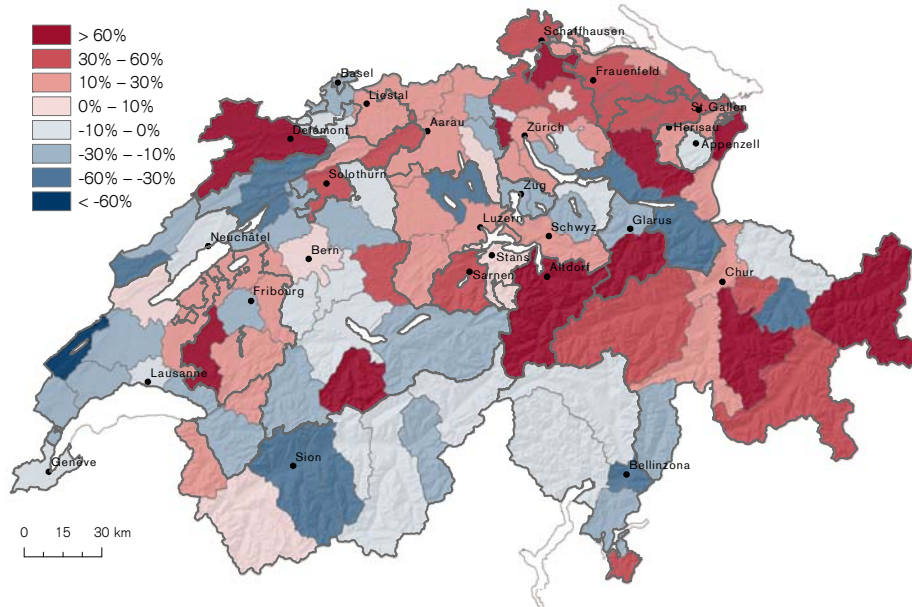 > 60%
30% – 60%
10% – 30%
0% – 10%
-10% – 0%
-30% – -10%
-60% – -30%
< -60%
Schaffhausen
Basel
Frauenfeld
Liestal
St.Gallen
Delémont
Aarau
Zürich
Herisau
Appenzell
Solothurn
Zug
Luzern
Glarus
Schwyz
Neuchâtel
Bern
Stans
Sarnen
Altdorf
Chur
Fribourg
Lausanne
Genève
Sion
Bellinzona
0 15 30 km